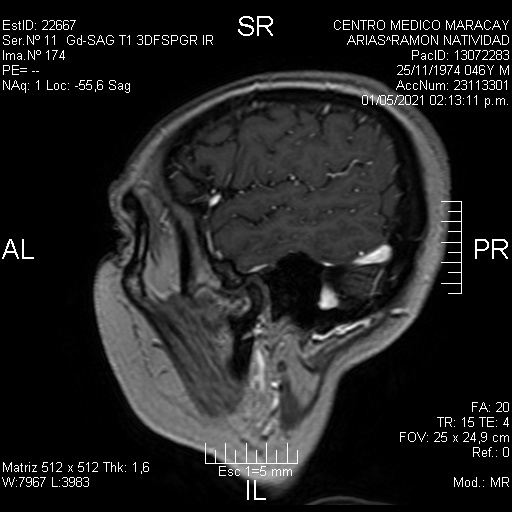 EstID: 22667
Ser.Nº 11 Gd-SAG T1 3DFSPGR IR
Ima.Nº 174
PE= --
NAq: 1 Loc: -55,6 Sag
SR
CENTRO MEDICO MARACAY
ARIAS^RAMON NATIVIDAD
PacID: 13072283
25/11/1974 046Y M
AccNum: 23113301
01/05/2021 02:13:11 p.m.
AL
PR
FA: 20
TR: 15 TE: 4
FOV: 25 x 24,9 cm
Ref.: 0
Matriz 512 x 512 Thk: 1,6
W:7967 L:3983
Esc 1=5 mm
IL
Mod.: MR